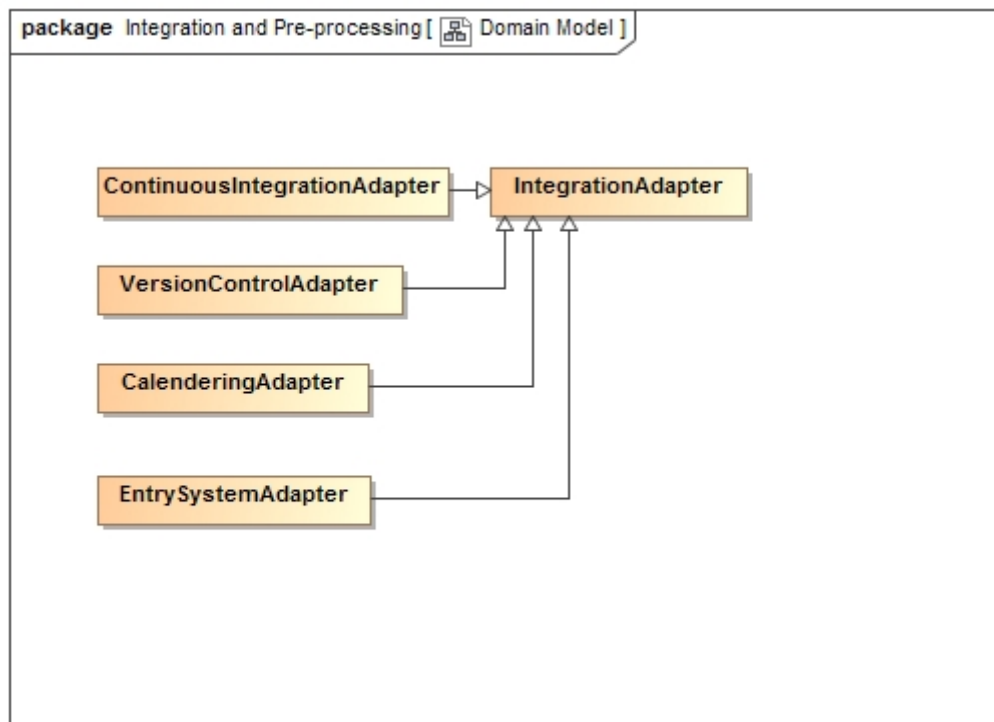 package Integration and Pre-processing [ Domain Model ]
ContinuousIntegrationAdapter
IntegrationAdapter
VersionControlAdapter
CalenderingAdapter
EntrySystemAdapter